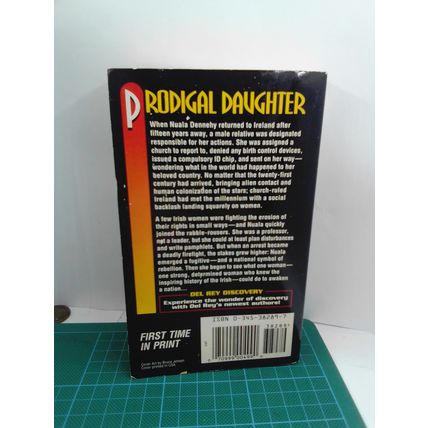 PRODIGAL DAUGHTER
When Nuala Dennehy returned to Ireland after
fifteen years away, a male relative was designated
responsible for her actions. She was assigned a
church to report to, denied any birth control devices,
issued a compulsory ID chip, and sent on her way—
wondering what in the world had happened to her
beloved country. No matter that the twenty-first
century had arrived, bringing alien contact and
human colonization of the stars; church-ruled
Ireland had met the millennium with a social
backlash landing squarely on women.
A few Irish women were fighting the erosion of
their rights in small ways—and Nuala quickly
joined the rabble-rousers. She was a professor,
not a leader, but she could at least plan disturbances
and write pamphlets. But when an arrest became
a deadly firefight, the stakes grew higher: Nuala
emerged a fugitive—and a national symbol of
rebellion. Then she began to see what one woman—
one strong, determined woman who knew the
inspiring history of the Irish—could do to awaken
a nation...
DEL REY DISCOVERY
Experience the wonder of discovery
with Del Rey's newest authors!
FIRST TIME
IN PRINT
Cover Art by Bruce Jensen
Cover printed in USA
ISBN 0-345-38289-7